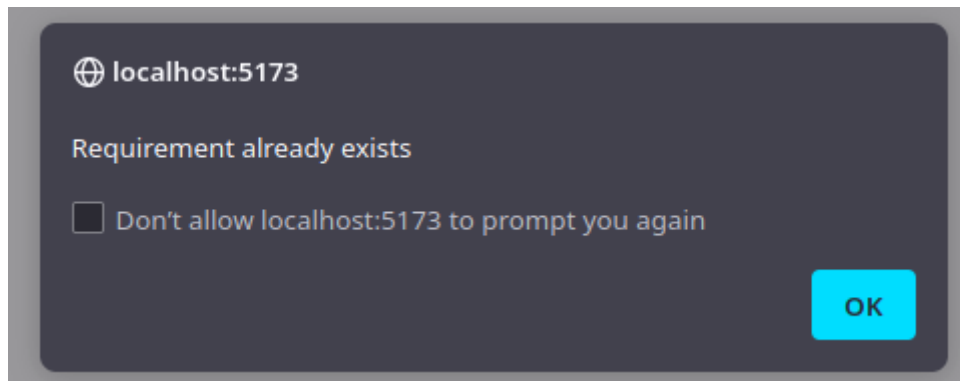 localhost:5173
Requirement already exists
Don't allow localhost:5173 to prompt you again
OK